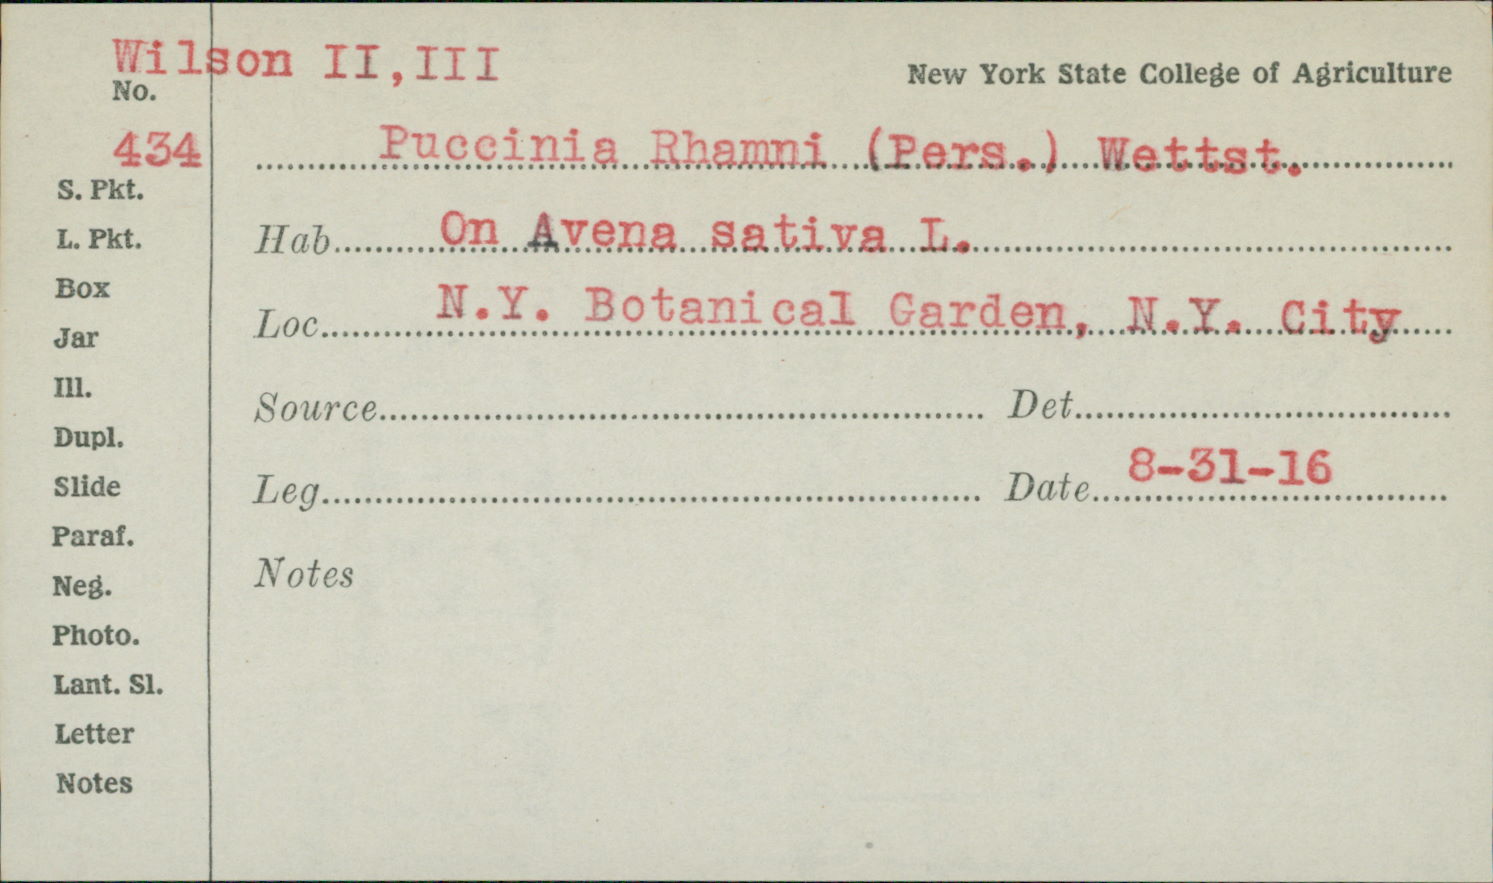 Wilson II,III
New York State College of Agriculture
No.
434
Puccinia Rhamni (Pers.) Wettst.
S. Pkt.
L. Pkt.
Hab. On Avena sativa L.
Box
Loc. N.Y. Botanical Garden, N.Y. City
Jar
Ill.
Source Det.
Dupl.
Slide
Leg. Date 8-31-16
Paraf.
Neg.
Notes
Photo.
Lant. Sl.
Letter
Notes